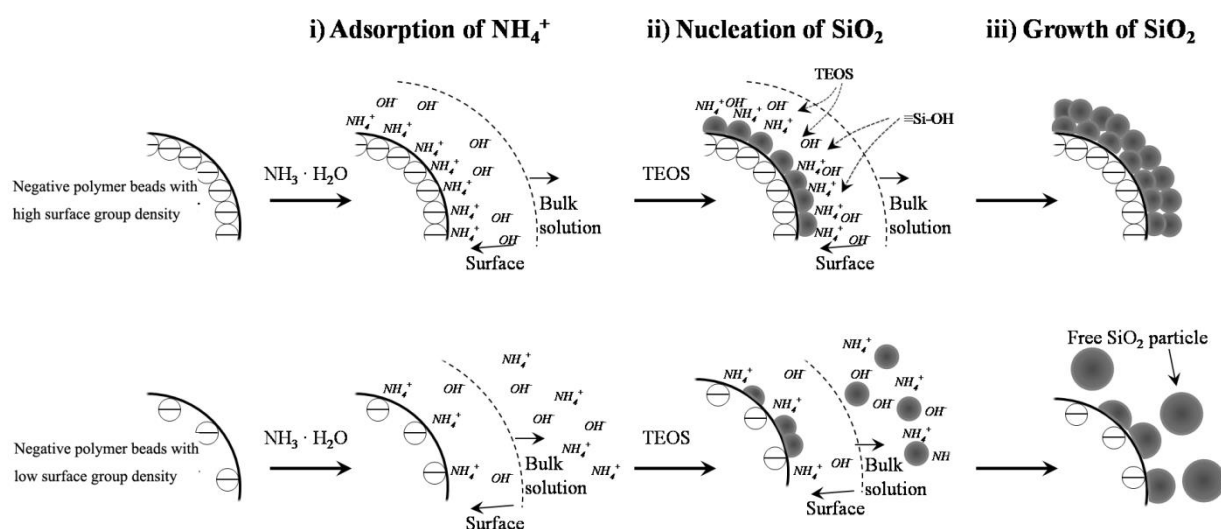 i) Adsorption of NH₄⁺
ii) Nucleation of SiO₂
iii) Growth of SiO₂
Negative polymer beads with
high surface group density
NH₃ · H₂O
NH₄⁺
OH⁻
NH₄⁺
OH⁻
NH₄⁺
OH⁻
NH₄⁺
OH⁻
NH₄⁺
NH₄⁺
OH⁻
NH₄⁺
OH⁻
Bulk
solution
Surface
TEOS
TEOS
≡Si-OH
NH₄⁺
OH⁻
NH₄⁺
OH⁻
NH₄⁺
OH⁻
NH₄⁺
OH⁻
NH₄⁺
NH₄⁺
OH⁻
NH₄⁺
OH⁻
Bulk
solution
Surface
Negative polymer beads with
low surface group density
NH₃ · H₂O
NH₄⁺
OH⁻
NH₄⁺
NH₄⁺
OH⁻
NH₄⁺
OH⁻
NH₄⁺
NH₄⁺
NH₄⁺
OH⁻
Bulk
solution
Surface
TEOS
NH₄⁺
OH⁻
NH₄⁺
NH₄⁺
OH⁻
NH₄⁺
OH⁻
OH⁻
NH₄⁺
NH
NH₄⁺
OH⁻
Bulk
solution
Surface
Free SiO₂ particle